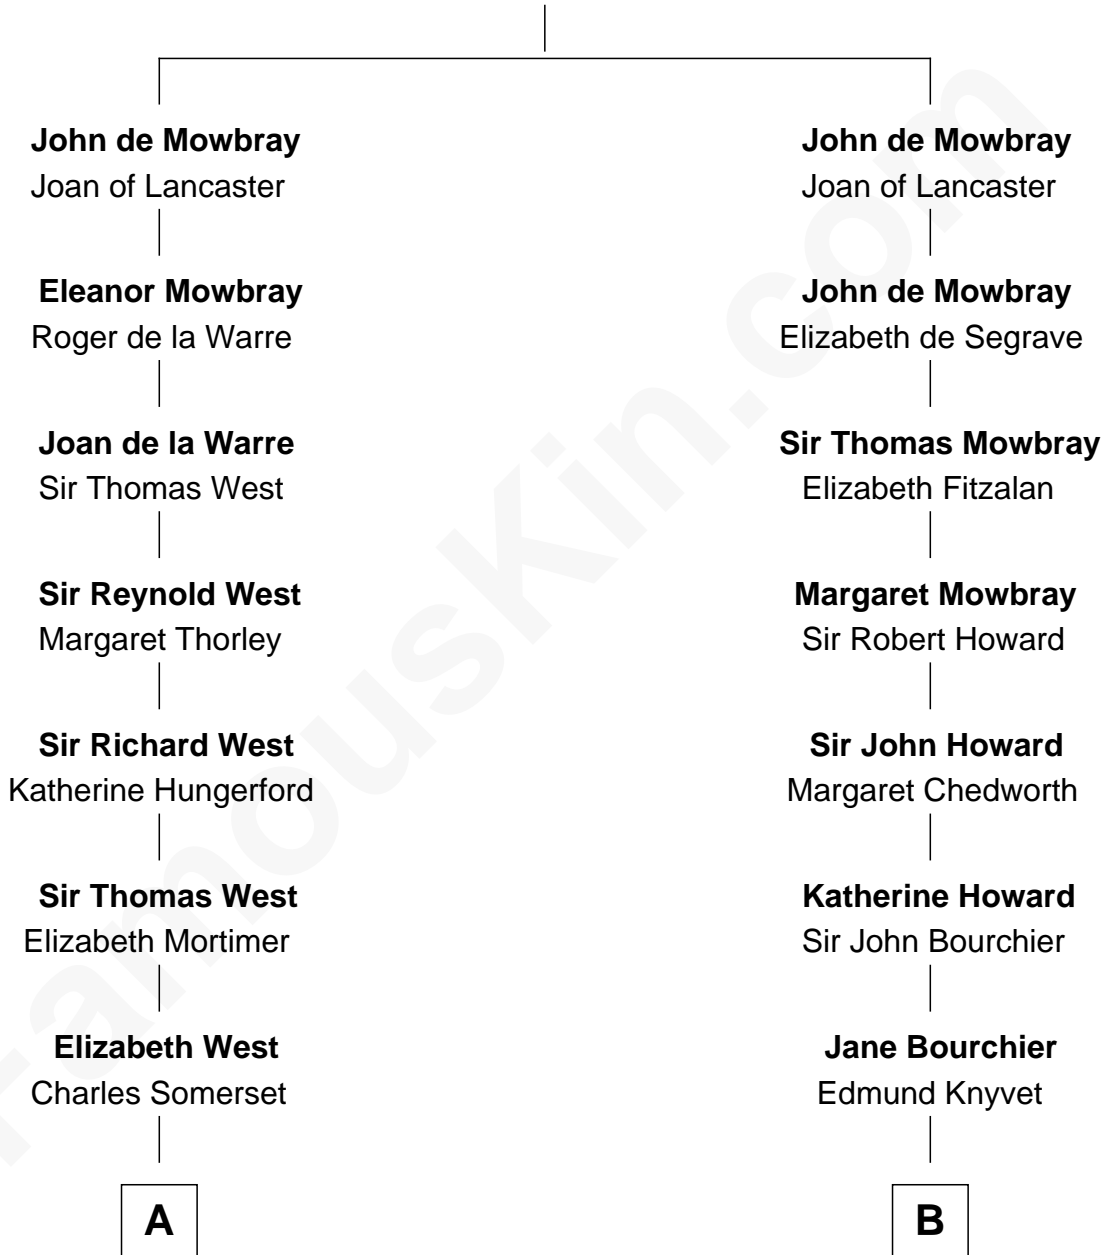 John de Mowbray
Joan of Lancaster
Eleanor Mowbray
Roger de la Warre
Joan de la Warre
Sir Thomas West
Sir Reynold West
Margaret Thorley
Sir Richard West
Katherine Hungerford
Sir Thomas West
Elizabeth Mortimer
Elizabeth West
Charles Somerset
A
John de Mowbray
Joan of Lancaster
John de Mowbray
Elizabeth de Segrave
Sir Thomas Mowbray
Elizabeth Fitzalan
Margaret Mowbray
Sir Robert Howard
Sir John Howard
Margaret Chedworth
Katherine Howard
Sir John Bourchier
Jane Bourchier
Edmund Knyvet
B
FamousKin.com